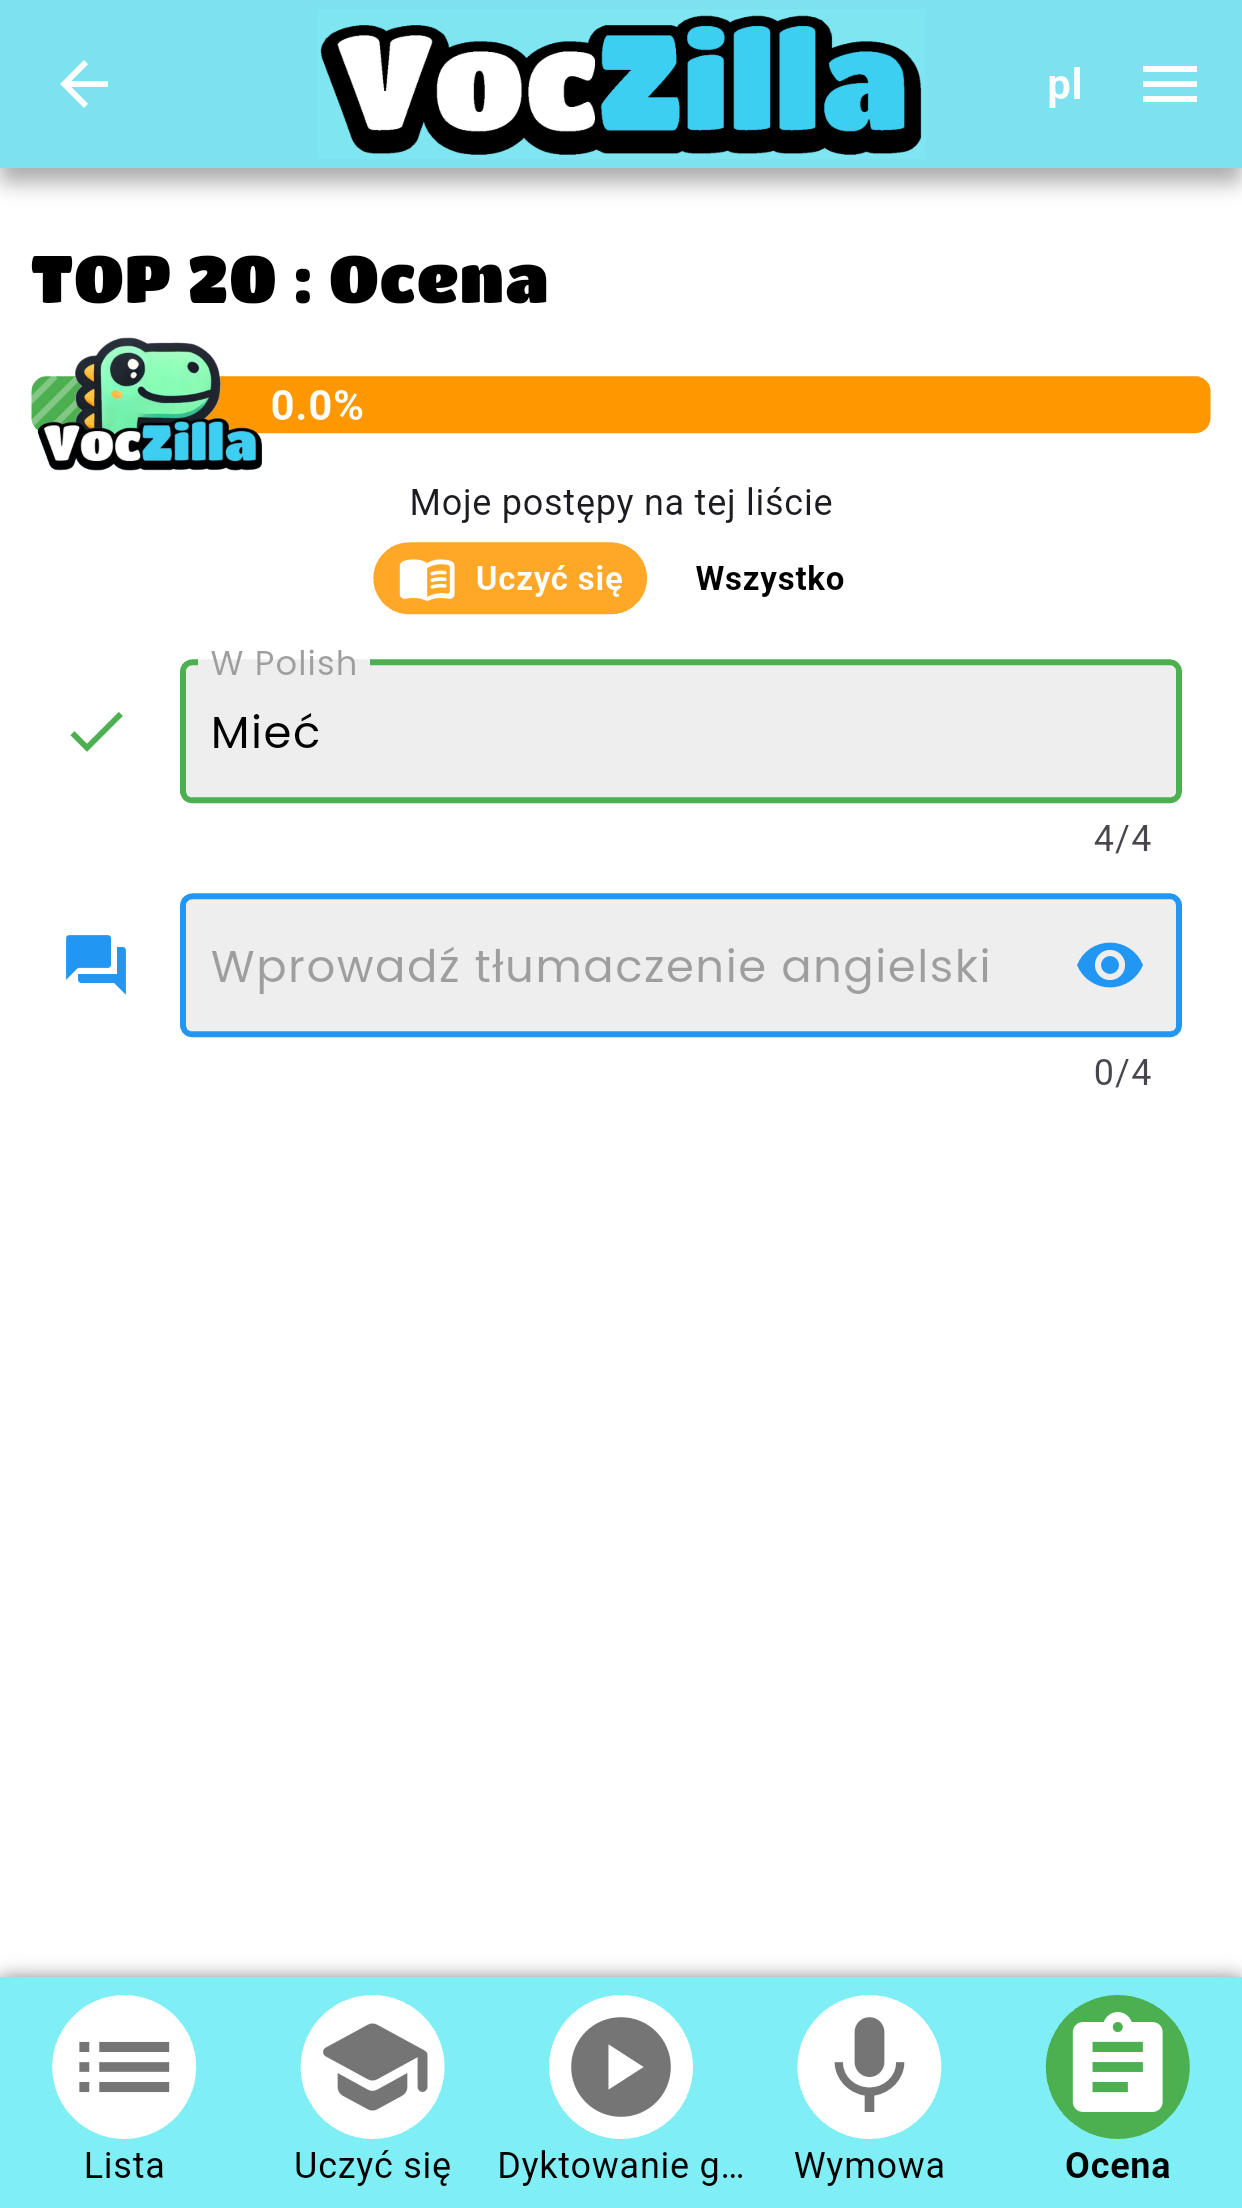 VocZilla
pl
TOP 20 : Ocena
VocZilla
0.0%
Moje postępy na tej liście
Uczyć się
Wszystko
W Polish
Mieć
4/4
Wprowadź tłumaczenie angielski
0/4
Lista
Uczyć się
Dyktowanie g…
Wymowa
Ocena